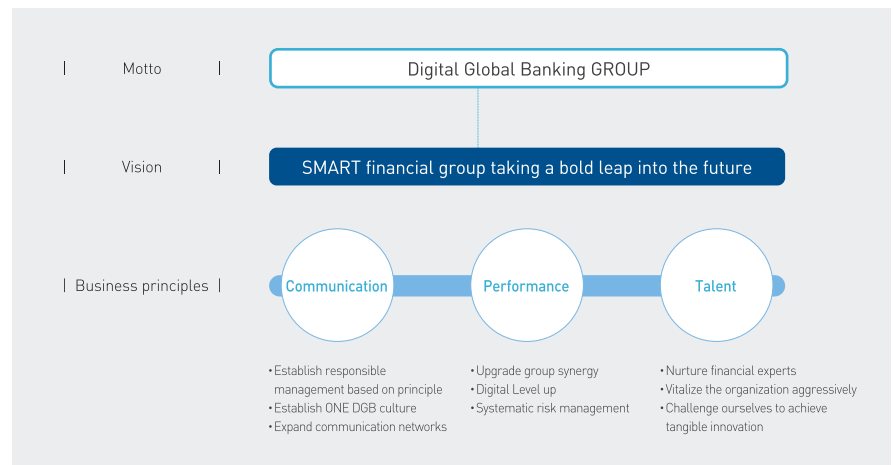 Motto
Digital Global Banking GROUP
Vision
SMART financial group taking a bold leap into the future
Business principles
Communication
Performance
Talent
• Establish responsible
management based on principle
• Establish ONE DGB culture
• Expand communication networks
• Upgrade group synergy
• Digital Level up
• Systematic risk management
• Nurture financial experts
• Vitalize the organization aggressively
• Challenge ourselves to achieve
tangible innovation